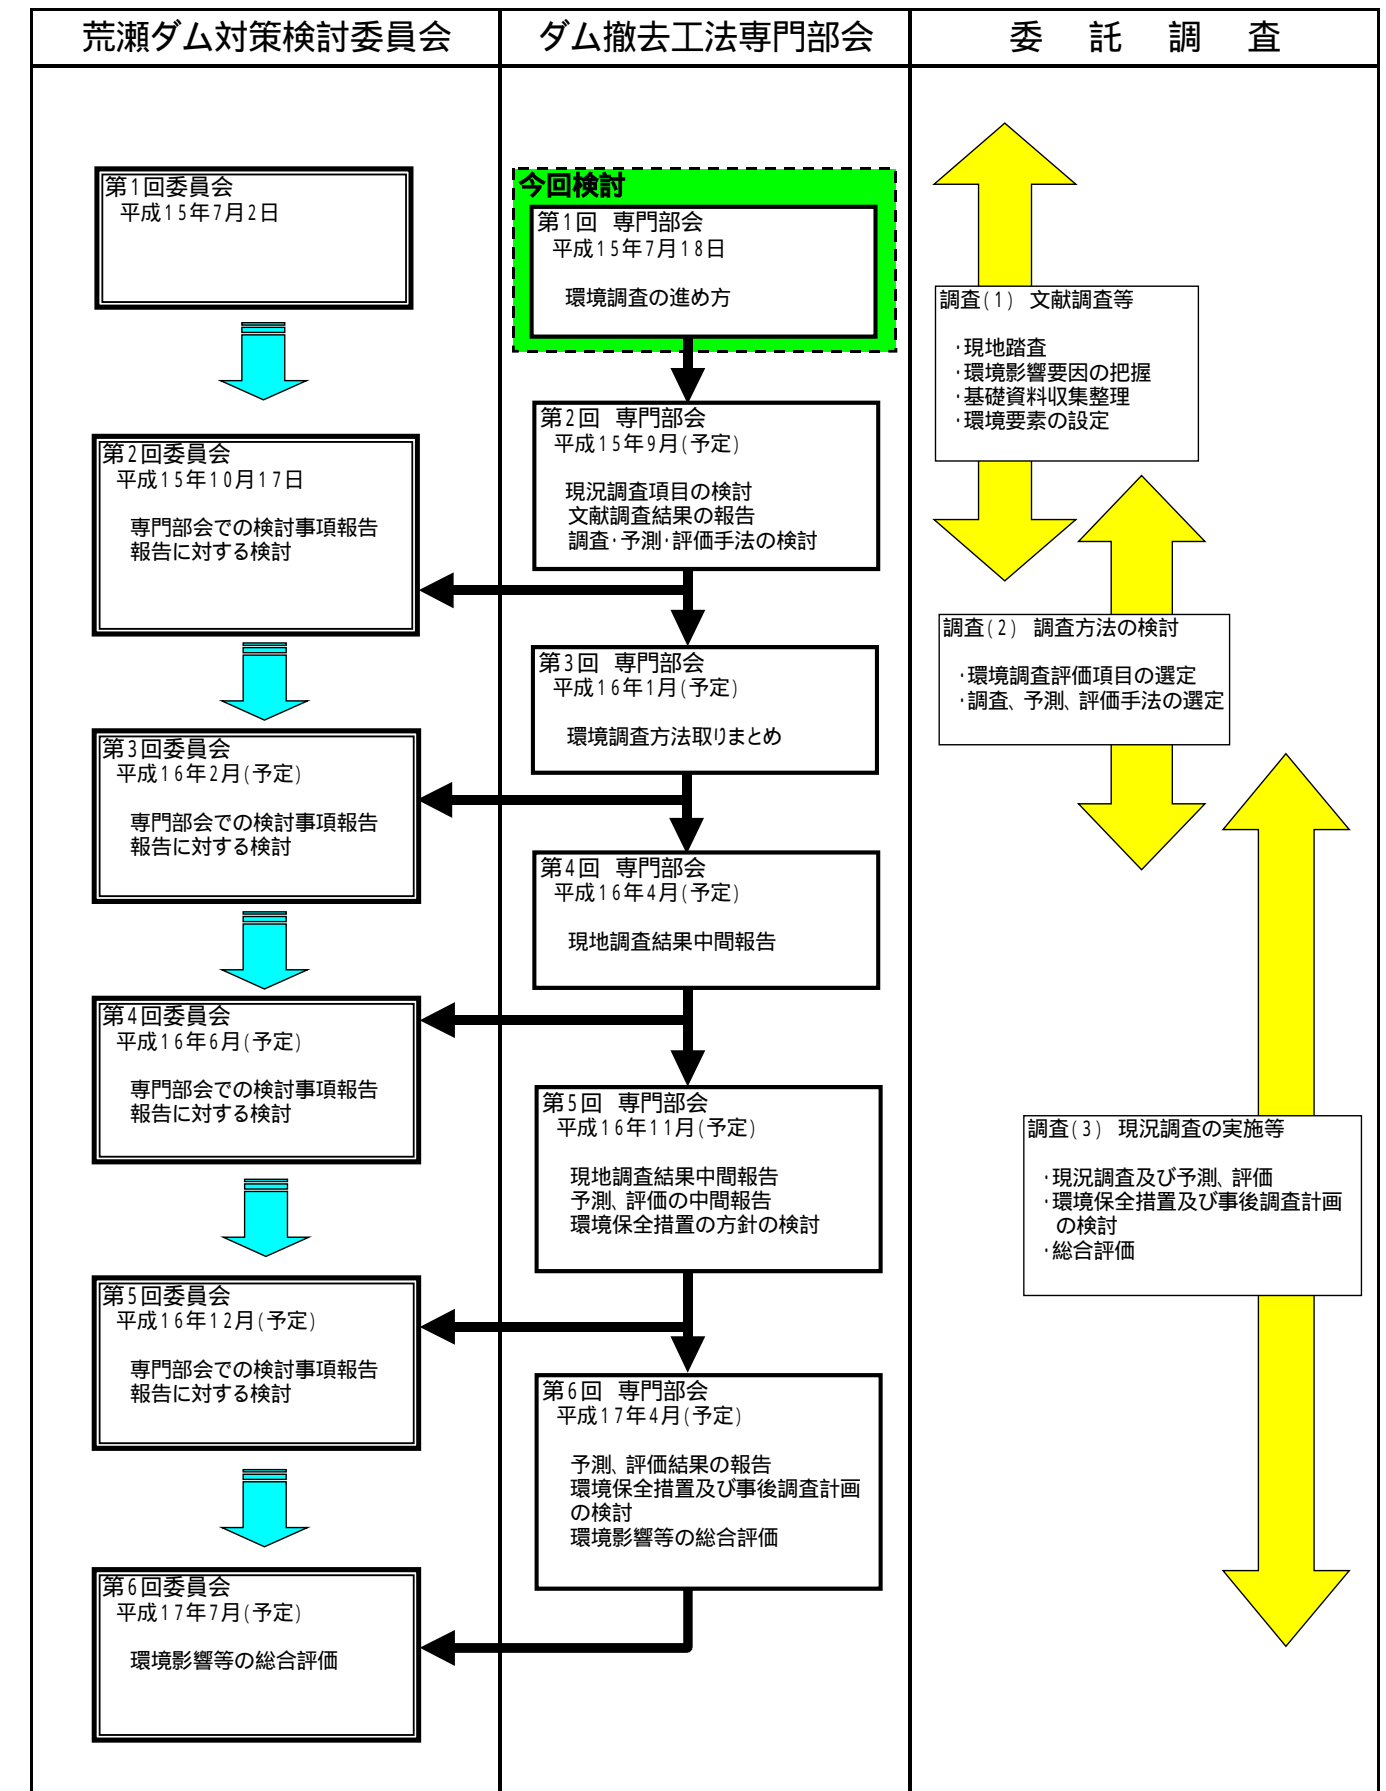 荒瀬ダム対策検討委員会
第1回委員会
平成15年7月2日
第2回委員会
平成15年10月17日
専門部会での検討事項報告
報告に対する検討
第3回委員会
平成16年2月(予定)
専門部会での検討事項報告
報告に対する検討
第4回委員会
平成16年6月(予定)
専門部会での検討事項報告
報告に対する検討
第5回委員会
平成16年12月(予定)
専門部会での検討事項報告
報告に対する検討
第6回委員会
平成17年7月(予定)
環境影響等の総合評価
ダム撤去工法専門部会
今回検討
第1回 専門部会
平成15年7月18日
環境調査の進め方
第2回 専門部会
平成15年9月(予定)
現況調査項目の検討
文献調査結果の報告
調査・予測・評価手法の検討
第3回 専門部会
平成16年1月(予定)
環境調査方法取りまとめ
第4回 専門部会
平成16年4月(予定)
現地調査結果中間報告
第5回 専門部会
平成16年11月(予定)
現地調査結果中間報告
予測、評価の中間報告
環境保全措置の方針の検討
第6回 専門部会
平成17年4月(予定)
予測、評価結果の報告
環境保全措置及び事後調査計画
の検討
環境影響等の総合評価
委 託 調 査
調査(1) 文献調査等
・現地踏査
・環境影響要因の把握
・基礎資料収集整理
・環境要素の設定
調査(2) 調査方法の検討
・環境調査評価項目の選定
・調査、予測、評価手法の選定
調査(3) 現況調査の実施等
・現況調査及び予測、評価
・環境保全措置及び事後調査計画
の検討
・総合評価